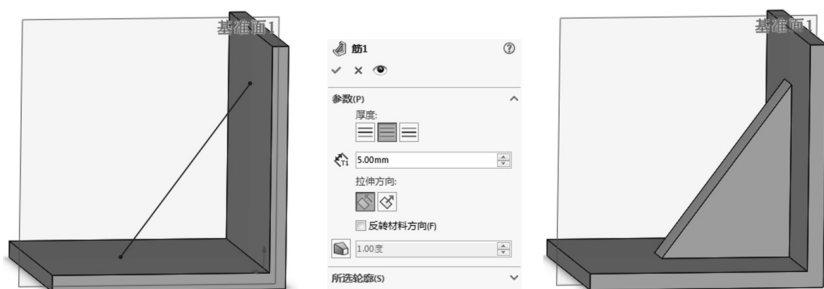 基准面1
筋1
参数(P)
厚度:
T1
5.00mm
拉伸方向:
反转材料方向(F)
1.00度
所选轮廓(S)
基准面1